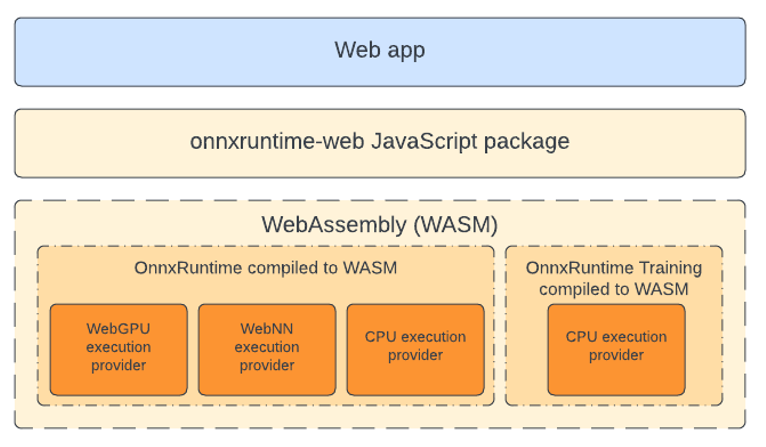 Web app
onnxruntime-web JavaScript package
WebAssembly (WASM)
OnnxRuntime compiled to WASM
WebGPU
execution
provider
WebNN
execution
provider
CPU execution
provider
OnnxRuntime Training
compiled to WASM
CPU execution
provider